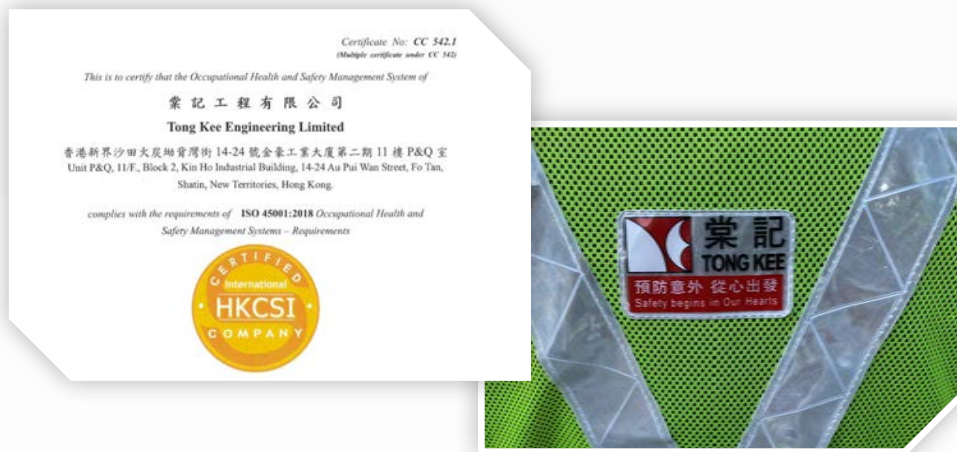 Certificate No: CC 542.1
(Multiple certificate under CC 542)
This is to certify that the Occupational Health and Safety Management System of
棠記工程有限公司
Tong Kee Engineering Limited
香港新界沙田火炭坳背灣街 14-24 號金豪工業大廈第二期 11 樓 P&Q 室
Unit P&Q, 11/F., Block 2, Kin Ho Industrial Building, 14-24 Au Pui Wan Street, Fo Tan,
Shatin, New Territories, Hong Kong.
complies with the requirements of ISO 45001:2018 Occupational Health and
Safety Management Systems – Requirements
CERTIFIED
International
HKCSI
COMPANY
棠記
TONG KEE
預防意外 從心出發
Safety begins in Our Hearts